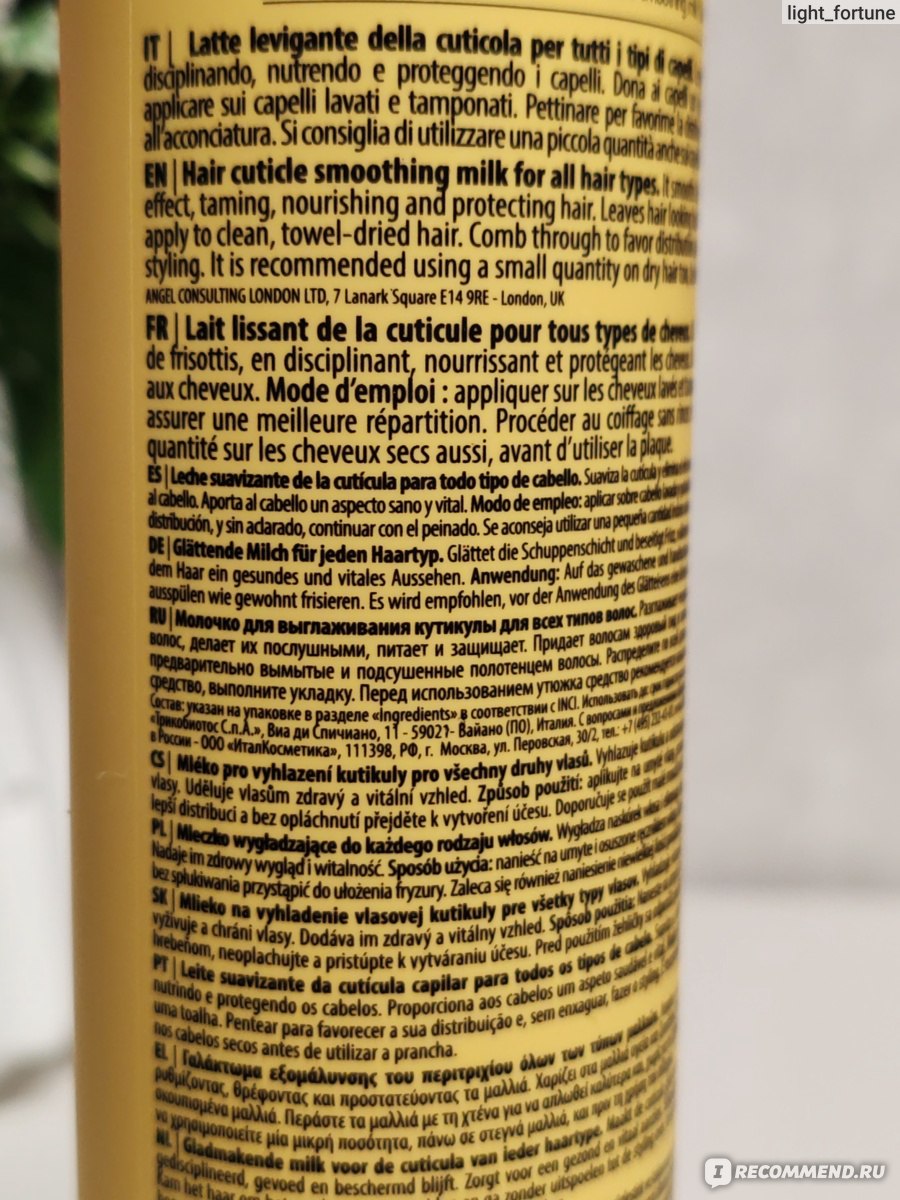 light_fortune
IT | Latte levigante della cuticola per tutti i tipi di capelli
disciplinando, nutrendo e proteggendo i capelli. Dona ai capelli un
applicare sui capelli lavati e tamponati. Pettinare per favorirne la
all'acconciatura. Si consiglia di utilizzare una piccola quantità anche
EN | Hair cuticle smoothing milk for all hair types. It
effect, taming, nourishing and protecting hair. Leaves hair looking
apply to clean, towel-dried hair. Comb through to favor
styling. It is recommended using a small quantity on dry hair too,
ANGEL CONSULTING LONDON LTD, 7 Lanark Square E14 9RE - London, UK
FR | Lait lissant de la cuticule pour tous types de cheveux.
de frisottis, en disciplinant, nourrissant et protégeant les cheveux.
aux cheveux. Mode d'emploi : appliquer sur les cheveux lavés et
assurer une meilleure répartition. Procéder au coiffage sans
quantité sur les cheveux secs aussi, avant d'utiliser la plaque.
ES | Leche suavizante de la cutícula para todo tipo de cabello. Suaviza la cutícula y
al cabello. Aporta al cabello un aspecto sano y vital. Modo de empleo: aplicar sobre cabello
distribución, y sin aclarado, continuar con el peinado. Se aconseja utilizar una pequeña cantidad
DE | Glättende Milch für jeden Haartyp. Glättet die Schuppenschicht und beseitigt
dem Haar ein gesundes und vitales Aussehen. Anwendung: Auf das gewaschene und
ausspülen wie gewohnt frisieren. Es wird empfohlen, vor der Anwendung des Glätteisens
RU | Молочко для выглаживания кутикулы для всех типов волос. Разглаживает
волос, делает их послушными, питает и защищает. Придает волосам здоровый
предварительно вымытые и подсушенные полотенцем волосы. Распределите по всей
средство, выполните укладку. Перед использованием утюжка средство рекомендуется
Состав: указан на упаковке в разделе «Ingredients» в соответствии с INCI. Использовать до:
«Трикобиотос С.п.А.», Виа ди Спичиано, 11 - 59021- Вайано (ПО), Италия. С вопросами и
в России - ООО «ИталКосметика», 111398, РФ, г. Москва, ул. Перовская, 30/2, тел.: +7 (495)
CS | Mléko pro vyhlazení kutikuly pro všechny druhy vlasů. Vyhlazuje kutikulu
vlasy. Uděluje vlasům zdravý a vitální vzhled. Způsob použití: aplikujte na umyté
lepší distribuci a bez opláchnutí přejděte k vytvoření účesu. Doporučuje se použít
PL | Mleczko wygładzające do każdego rodzaju włosów. Wygładza naskórek
Nadaje im zdrowy wygląd i witalność. Sposób użycia: nanieść na umyte i osuszone
bez spłukiwania przystąpić do ułożenia fryzury. Zaleca się również naniesienie niewielkiej
SK | Mlieko na vyhladenie vlasovej kutikuly pre všetky typy vlasov.
vyživuje a chráni vlasy. Dodáva im zdravý a vitálny vzhled. Spôsob použitia:
hrebeňom, neoplachujte a pristúpte k vytváraniu účesu. Pred použitím žehličky sa
PT | Leite suavizante da cutícula capilar para todos os tipos de cabelo.
nutrindo e protegendo os cabelos. Proporciona aos cabelos um aspeto saudável e
uma toalha. Pentear para favorecer a sua distribuição e, sem enxaguar, fazer o styling.
nos cabelos secos antes de utilizar a prancha.
EL | Γαλάκτωμα εξομάλυνσης του περιτριχίου όλων των τύπων μαλλιών.
ρυθμίζοντας, θρέφοντας και προστατεύοντας τα μαλλιά. Χαρίζει στα μαλλιά
σκουπισμένα μαλλιά. Περάστε τα μαλλιά με τη χτένα για να απλωθεί καλύτερα και,
να χρησιμοποιείτε μία μικρή ποσότητα, πάνω σε στεγνά μαλλιά, και πριν τη χρήση
NL | Gladmakende milk voor de cuticula van ieder haartype. Maakt de
gedisciplineerd, gevoed en beschermd blijft. Zorgt voor een gezond en vitaal
Kam het haar om en zonder uitspoelen tot de styling
I RECOMMEND.RU